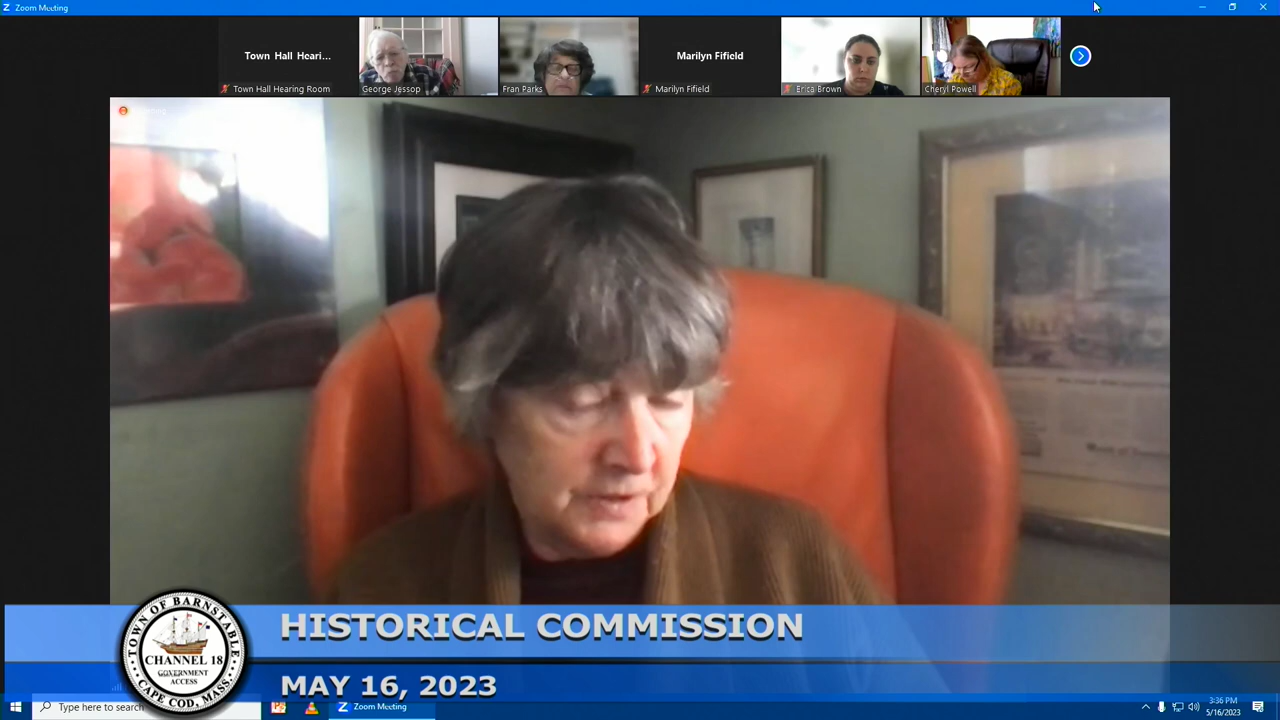 Zoom Meeting
Town Hall Heari...
Marilyn Fifield
Town Hall Hearing Room
George Jessop
Fran Parks
Marilyn Fifield
Erica Brown
Cheryl Powell
HISTORICAL COMMISSION
TOWN OF BARNSTABLE
CHANNEL 18
GOVERNMENT
ACCESS
CAPE COD, MASS.
MAY 16, 2023
Type here to search
Zoom Meeting
3:36 PM
5/16/2023